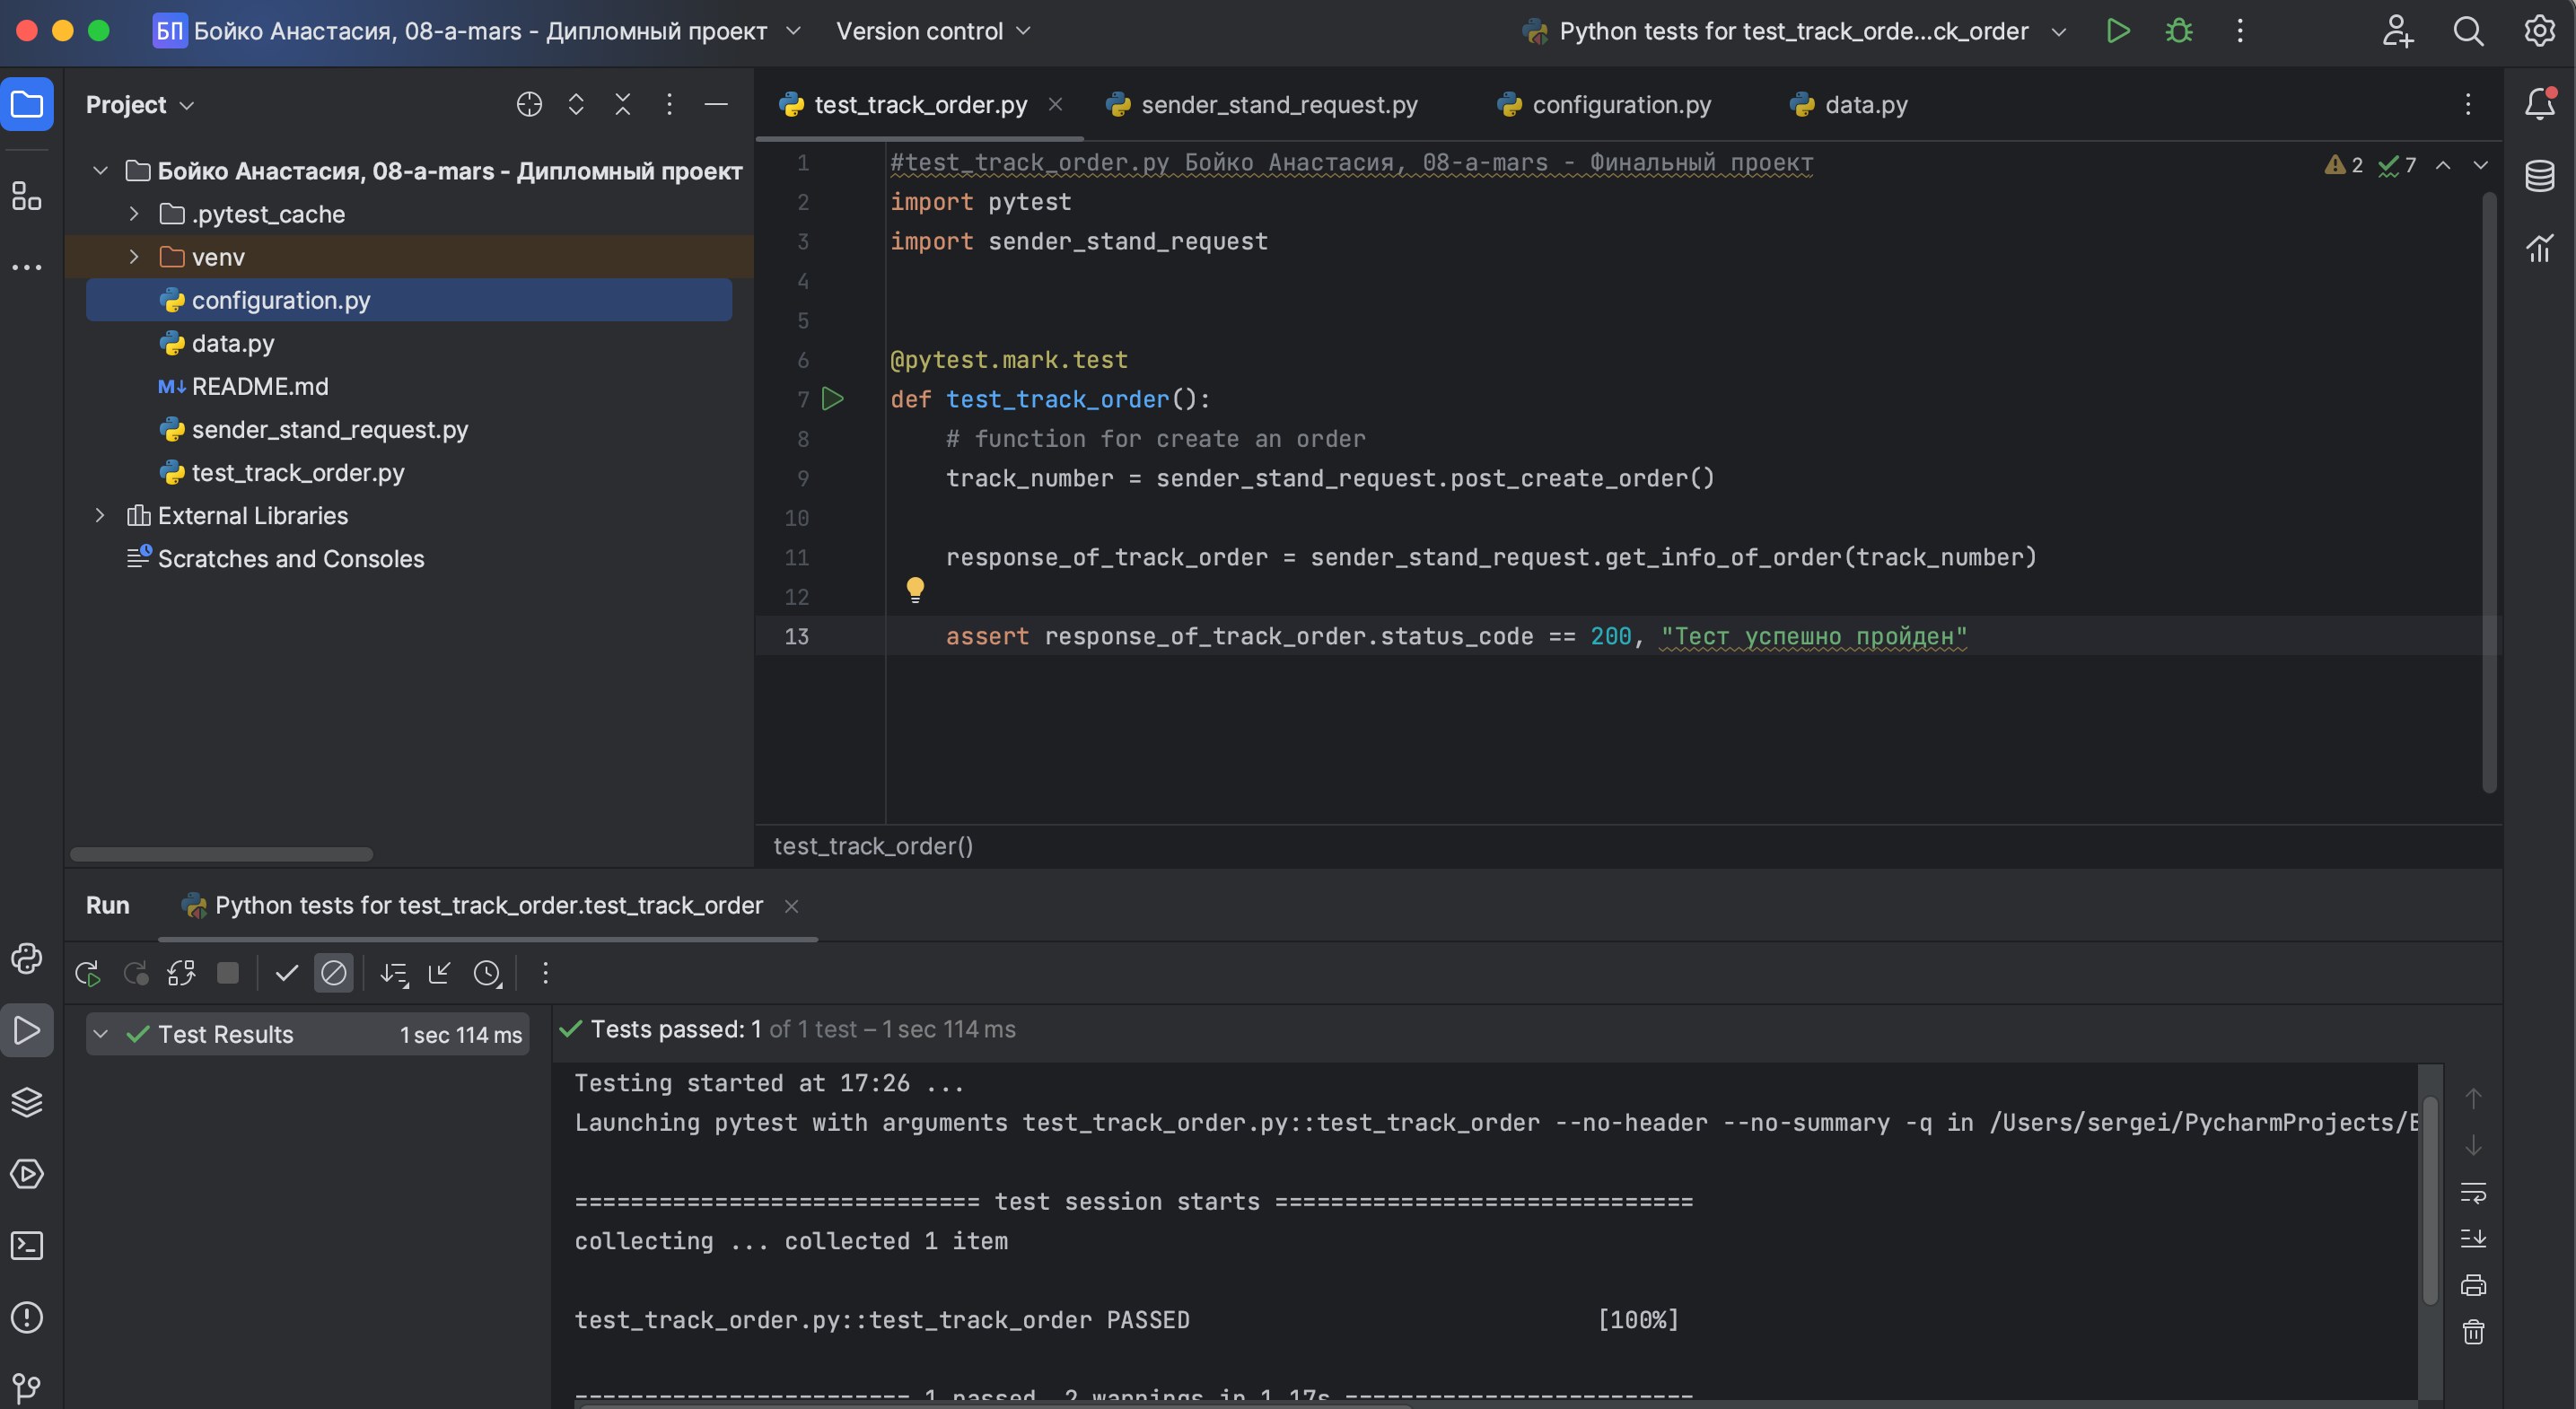 БП Бойко Анастасия, 08-a-mars - Дипломный проект Version control Python tests for test_track_orde...ck_order
Project
Бойко Анастасия, 08-a-mars - Дипломный проект
.pytest_cache
venv
configuration.py
data.py
M↓ README.md
sender_stand_request.py
test_track_order.py
External Libraries
Scratches and Consoles
test_track_order.py sender_stand_request.py configuration.py data.py
2 7
1 #test_track_order.py Бойко Анастасия, 08-a-mars - Финальный проект
2 import pytest
3 import sender_stand_request
4
5
6 @pytest.mark.test
7 def test_track_order():
8 # function for create an order
9 track_number = sender_stand_request.post_create_order()
10
11 response_of_track_order = sender_stand_request.get_info_of_order(track_number)
12
13 assert response_of_track_order.status_code == 200, "Тест успешно пройден"
test_track_order()
Run Python tests for test_track_order.test_track_order
Test Results 1 sec 114 ms
Tests passed: 1 of 1 test – 1 sec 114 ms
Testing started at 17:26 ...
Launching pytest with arguments test_track_order.py::test_track_order --no-header --no-summary -q in /Users/sergei/PycharmProjects/
============================= test session starts ==============================
collecting ... collected 1 item
test_track_order.py::test_track_order PASSED [100%]
======================== 1 passed, 2 warnings in 1.17s =========================